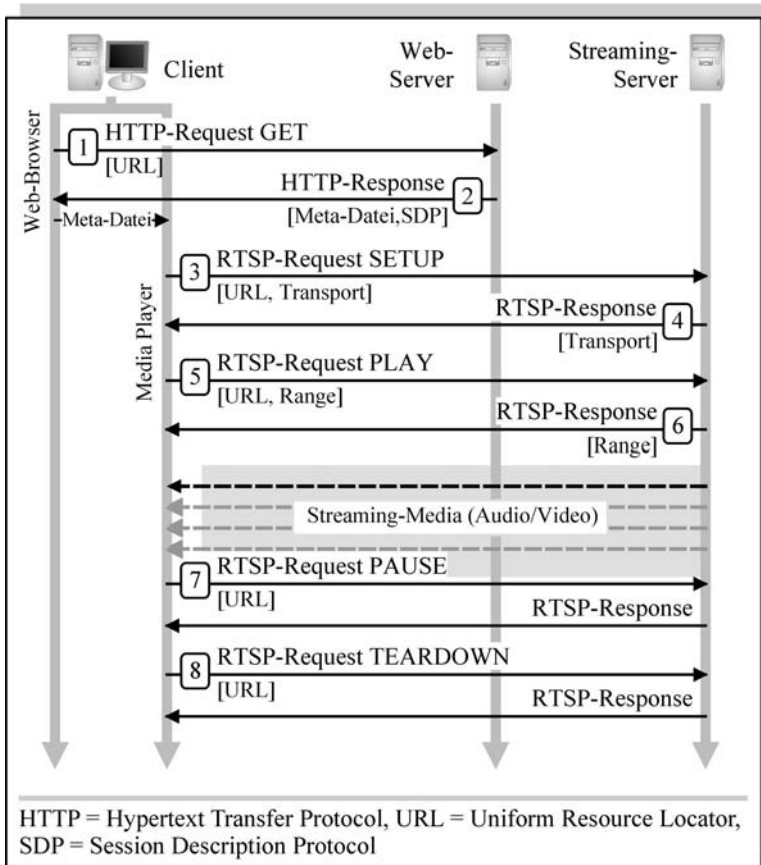 Client
Web-
Server
Streaming-
Server
Web-Browser
1 HTTP-Request GET
[URL]
HTTP-Response 2
[Meta-Datei,SDP]
Meta-Datei
Media Player
3 RTSP-Request SETUP
[URL, Transport]
RTSP-Response 4
[Transport]
5 RTSP-Request PLAY
[URL, Range]
RTSP-Response 6
[Range]
Streaming-Media (Audio/Video)
7 RTSP-Request PAUSE
[URL]
RTSP-Response
8 RTSP-Request TEARDOWN
[URL]
RTSP-Response
HTTP = Hypertext Transfer Protocol, URL = Uniform Resource Locator,
SDP = Session Description Protocol